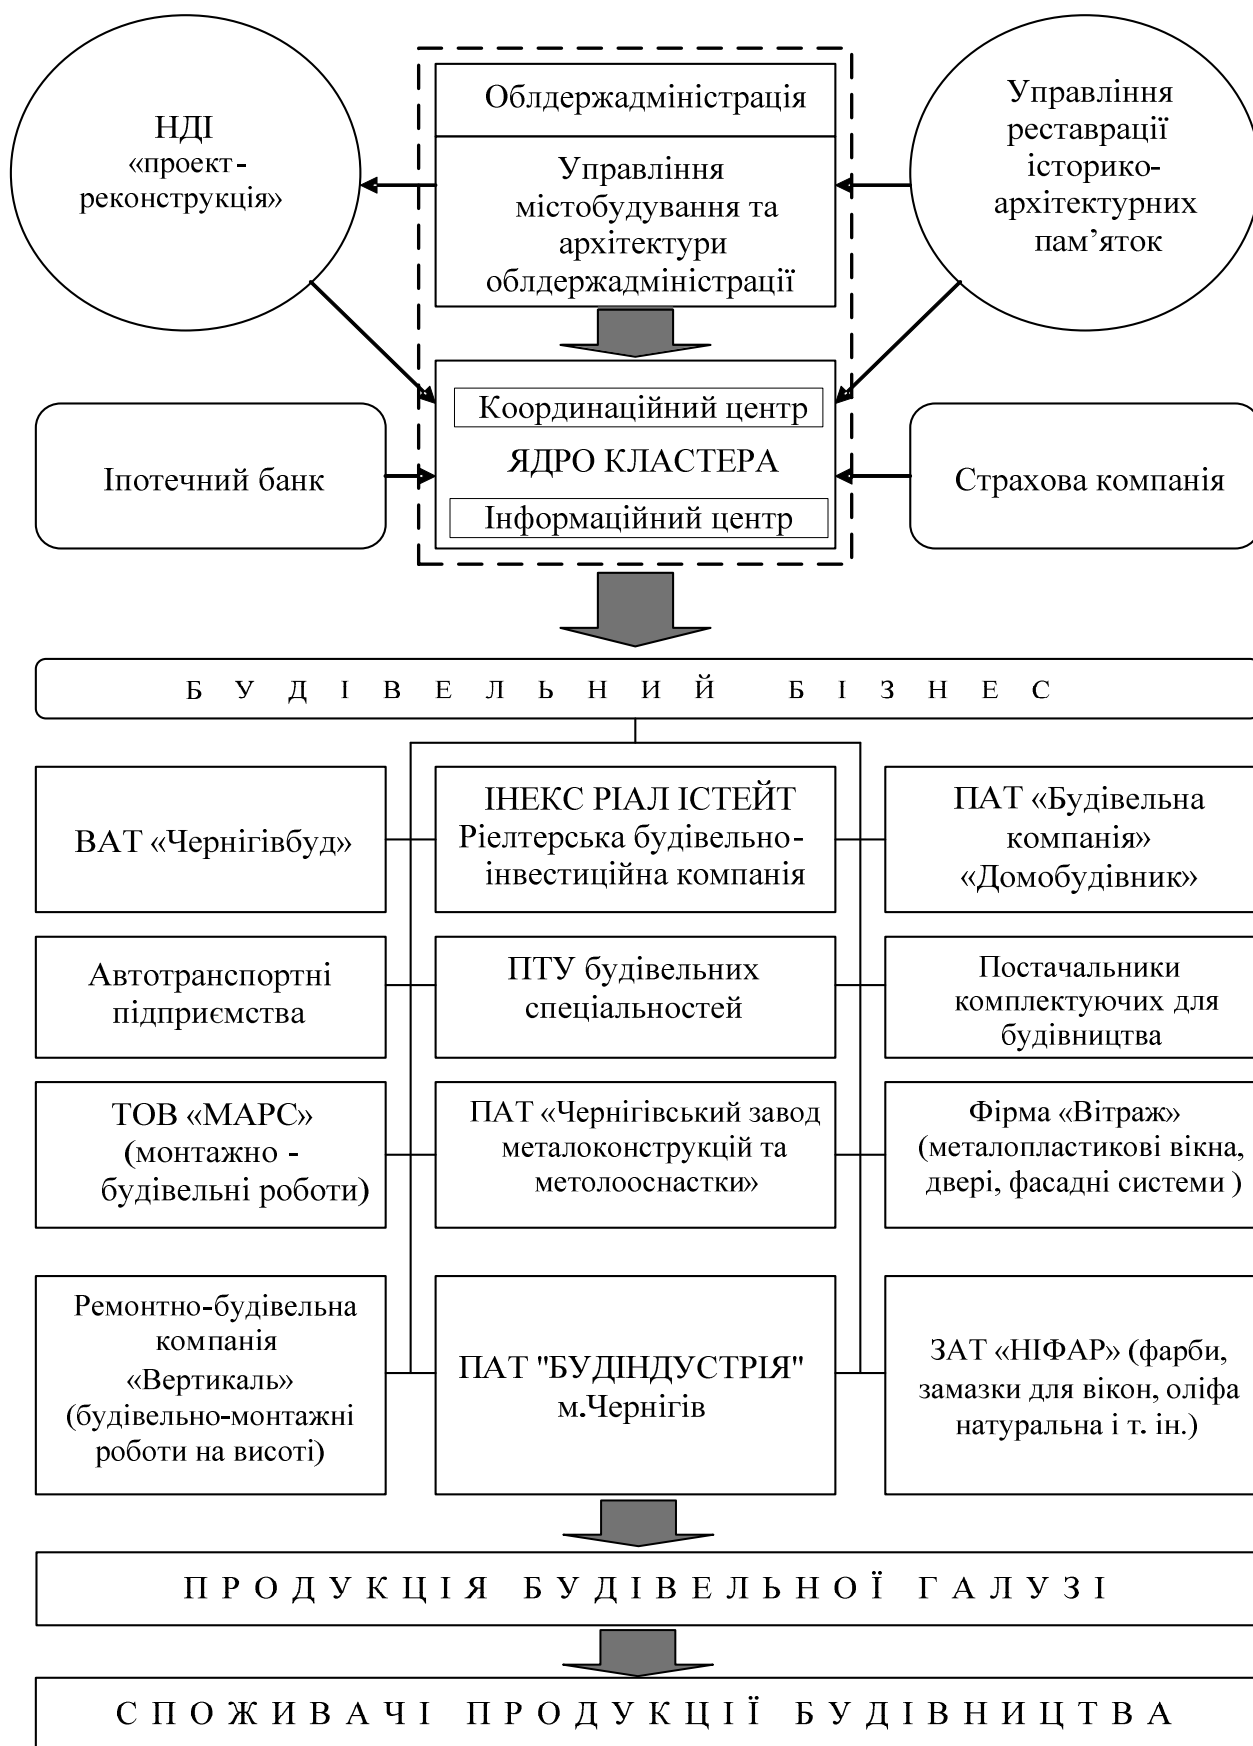 НДІ
«проект-
реконструкція»
Облдержадміністрація
Управління
містобудування та
архітектури
облдержадміністрації
Управління
реставрації
історико-
архітектурних
пам’яток
Іпотечний банк
Координаційний центр
ЯДРО КЛАСТЕРА
Інформаційний центр
Страхова компанія
Б У Д І В Е Л Ь Н И Й Б І З Н Е С
ВАТ «Чернігівбуд»
ІНЕКС РІАЛ ІСТЕЙТ
Ріелтерська будівельно-
інвестиційна компанія
ПАТ «Будівельна
компанія»
«Домобудівник»
Автотранспортні
підприємства
ПТУ будівельних
спеціальностей
Постачальники
комплектуючих для
будівництва
ТОВ «МАРС»
(монтажно -
будівельні роботи)
ПАТ «Чернігівський завод
металоконструкцій та
метолооснастки»
Фірма «Вітраж»
(металопластикові вікна,
двері, фасадні системи )
Ремонтно-будівельна
компанія
«Вертикаль»
(будівельно-монтажні
роботи на висоті)
ПАТ "БУДІНДУСТРІЯ"
м.Чернігів
ЗАТ «НІФАР» (фарби,
замазки для вікон, оліфа
натуральна і т. ін.)
П Р О Д У К Ц І Я Б У Д І В Е Л Ь Н О Ї Г А Л У З І
С П О Ж И В А Ч І П Р О Д У К Ц І Ї Б У Д І В Н И Ц Т В А